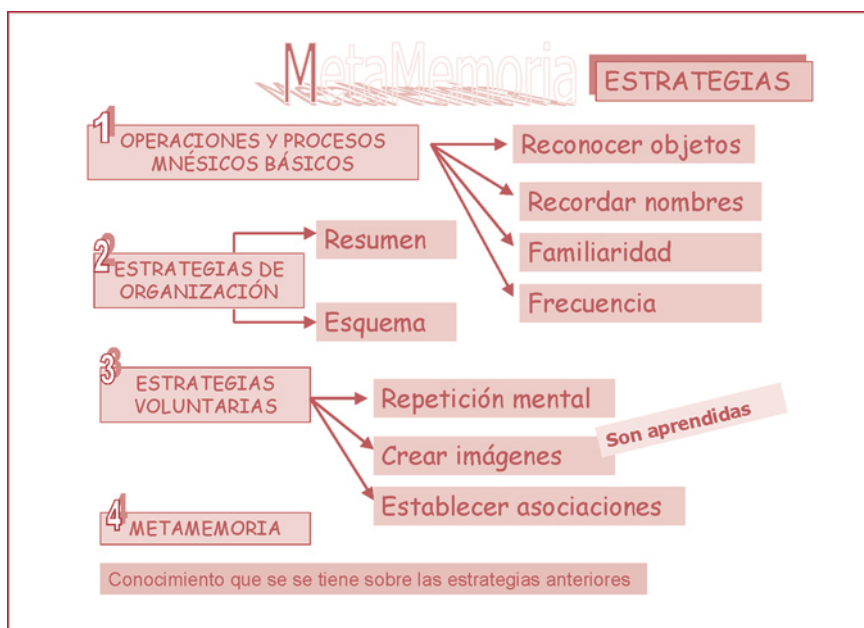 MetaMemoria
ESTRATEGIAS
1
OPERACIONES Y PROCESOS
MNÉSICOS BÁSICOS
Reconocer objetos
Recordar nombres
Familiaridad
Frecuencia
2
ESTRATEGIAS DE
ORGANIZACIÓN
Resumen
Esquema
3
ESTRATEGIAS
VOLUNTARIAS
Repetición mental
Crear imágenes
Establecer asociaciones
Son aprendidas
4
METAMEMORIA
Conocimiento que se se tiene sobre las estrategias anteriores